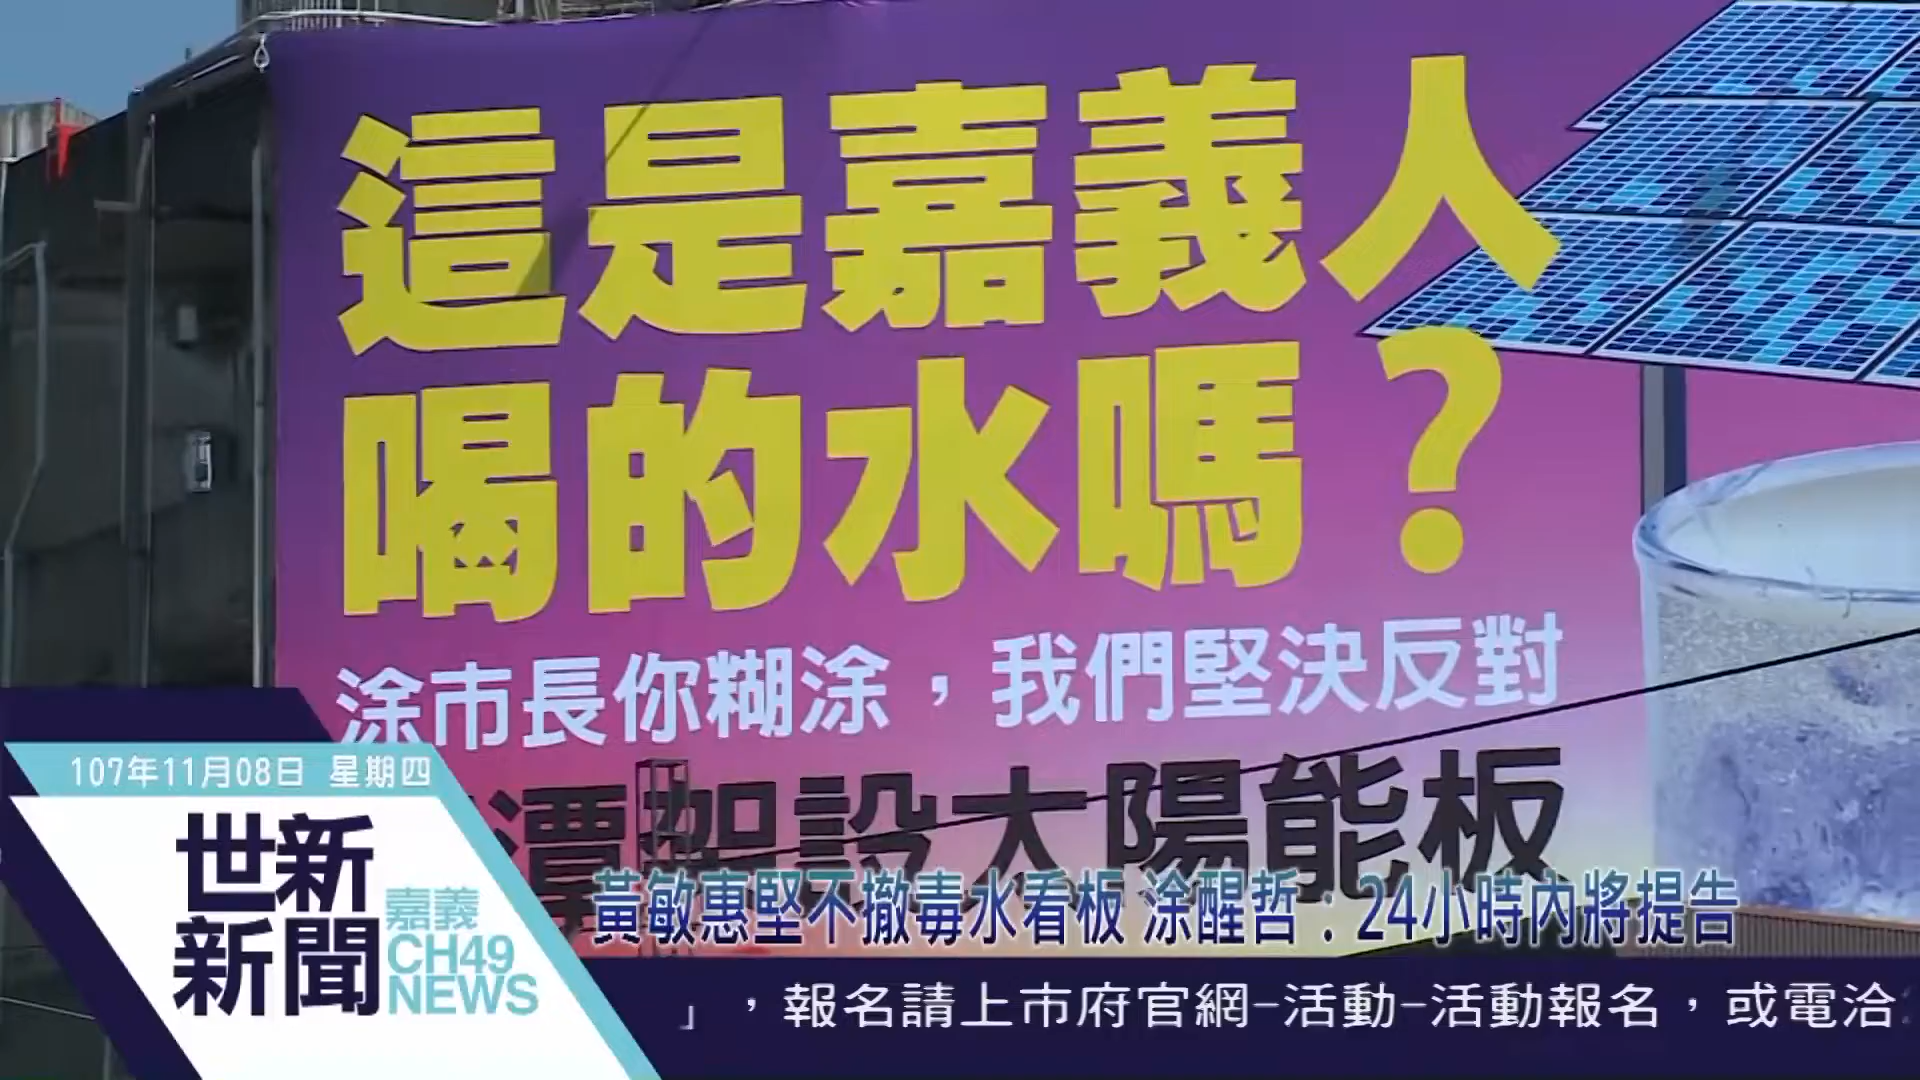 這是嘉義人
喝的水嗎？
涂市長你糊涂，我們堅決反對
潭架設太陽能板
107年11月08日 星期四
世新
新聞
嘉義
CH49
NEWS
黃敏惠堅不撤毒水看板 涂醒哲：24小時內將提告
」，報名請上市府官網-活動-活動報名，或電洽